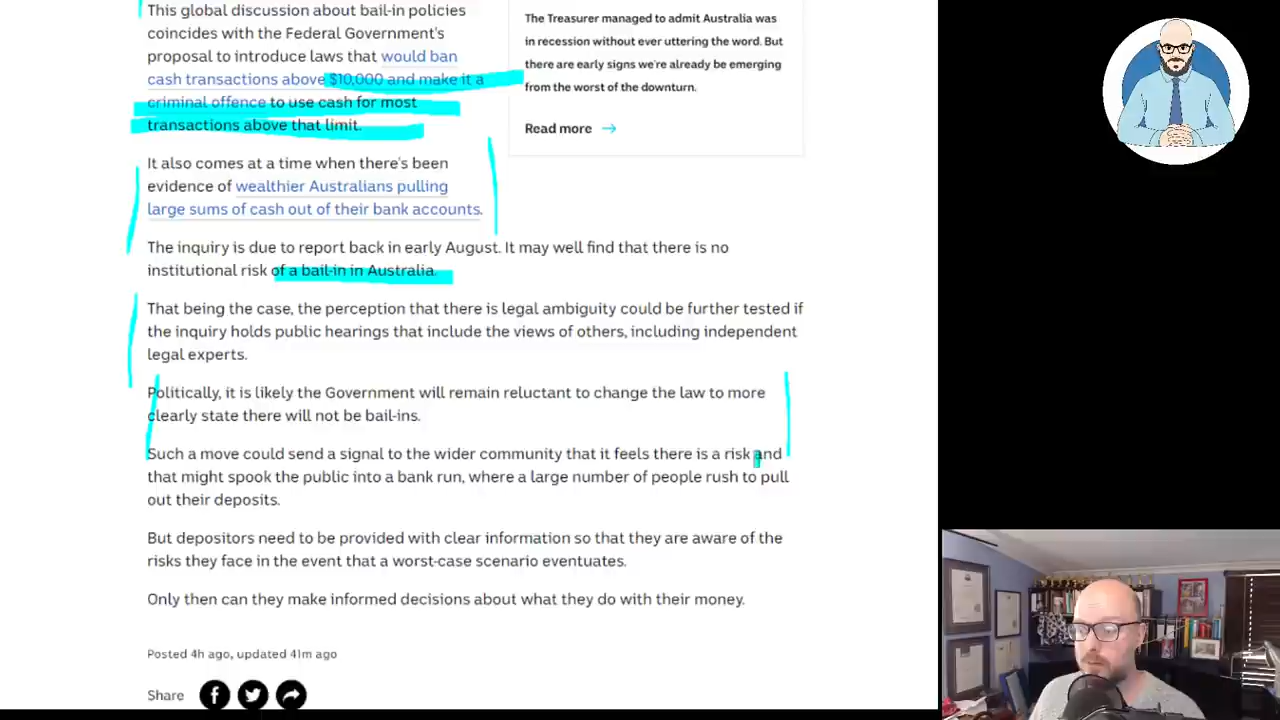 This global discussion about bail-in policies
coincides with the Federal Government's
proposal to introduce laws that would ban
cash transactions above $10,000 and make it a
criminal offence to use cash for most
transactions above that limit.
It also comes at a time when there's been
evidence of wealthier Australians pulling
large sums of cash out of their bank accounts.
The Treasurer managed to admit Australia was
in recession without ever uttering the word. But
there are early signs we're already be emerging
from the worst of the downturn.
Read more →
The inquiry is due to report back in early August. It may well find that there is no
institutional risk of a bail-in in Australia.
That being the case, the perception that there is legal ambiguity could be further tested if
the inquiry holds public hearings that include the views of others, including independent
legal experts.
Politically, it is likely the Government will remain reluctant to change the law to more
clearly state there will not be bail-ins.
Such a move could send a signal to the wider community that it feels there is a risk and
that might spook the public into a bank run, where a large number of people rush to pull
out their deposits.
But depositors need to be provided with clear information so that they are aware of the
risks they face in the event that a worst-case scenario eventuates.
Only then can they make informed decisions about what they do with their money.
Posted 4h ago, updated 41m ago
Share